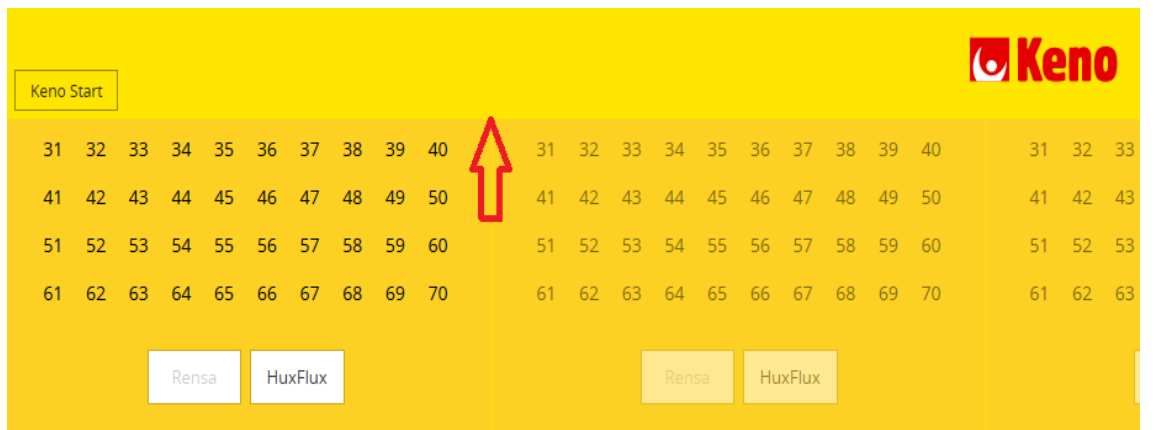 Keno
Keno Start
31 32 33 34 35 36 37 38 39 40 31 32 33 34 35 36 37 38 39 40 31 32 33
41 42 43 44 45 46 47 48 49 50 41 42 43 44 45 46 47 48 49 50 41 42 43
51 52 53 54 55 56 57 58 59 60 51 52 53 54 55 56 57 58 59 60 51 52 53
61 62 63 64 65 66 67 68 69 70 61 62 63 64 65 66 67 68 69 70 61 62 63
Rensa HuxFlux Rensa HuxFlux